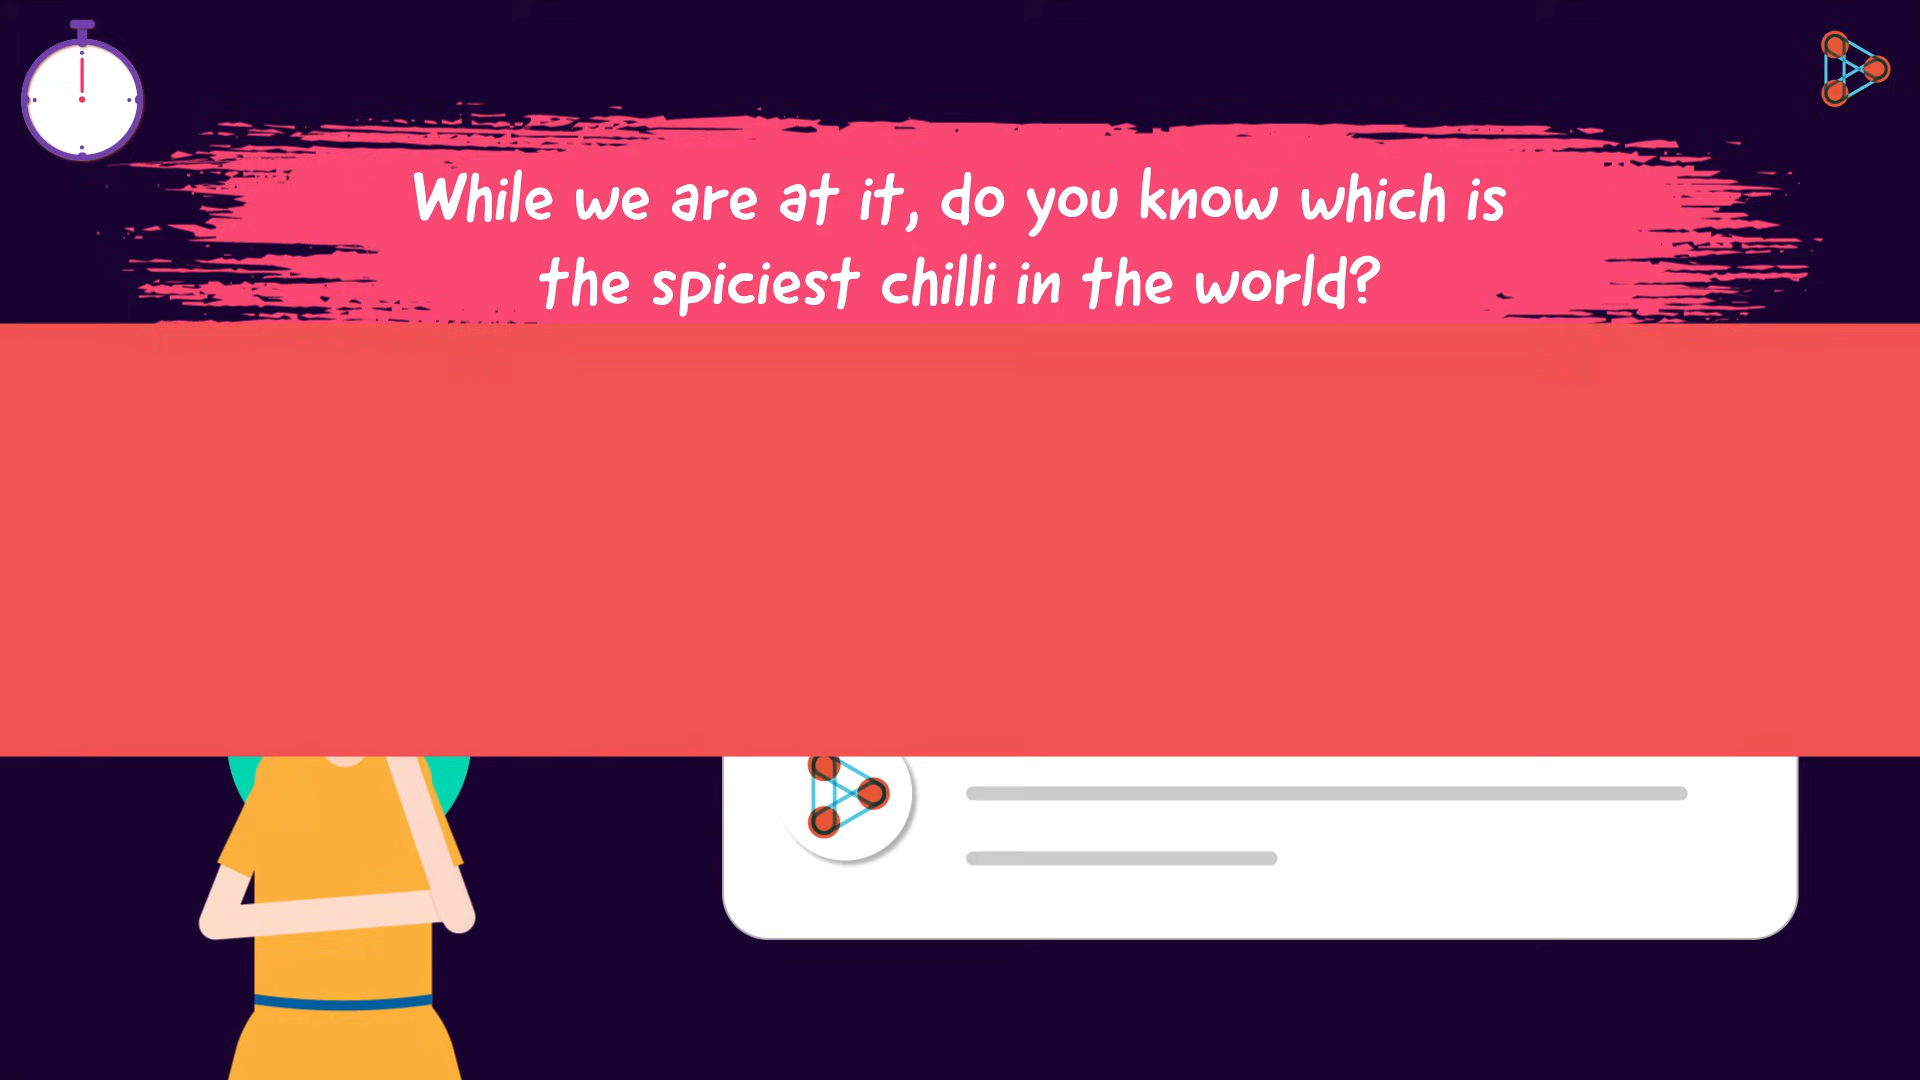 While we are at it, do you know which is
the spiciest chilli in the world?